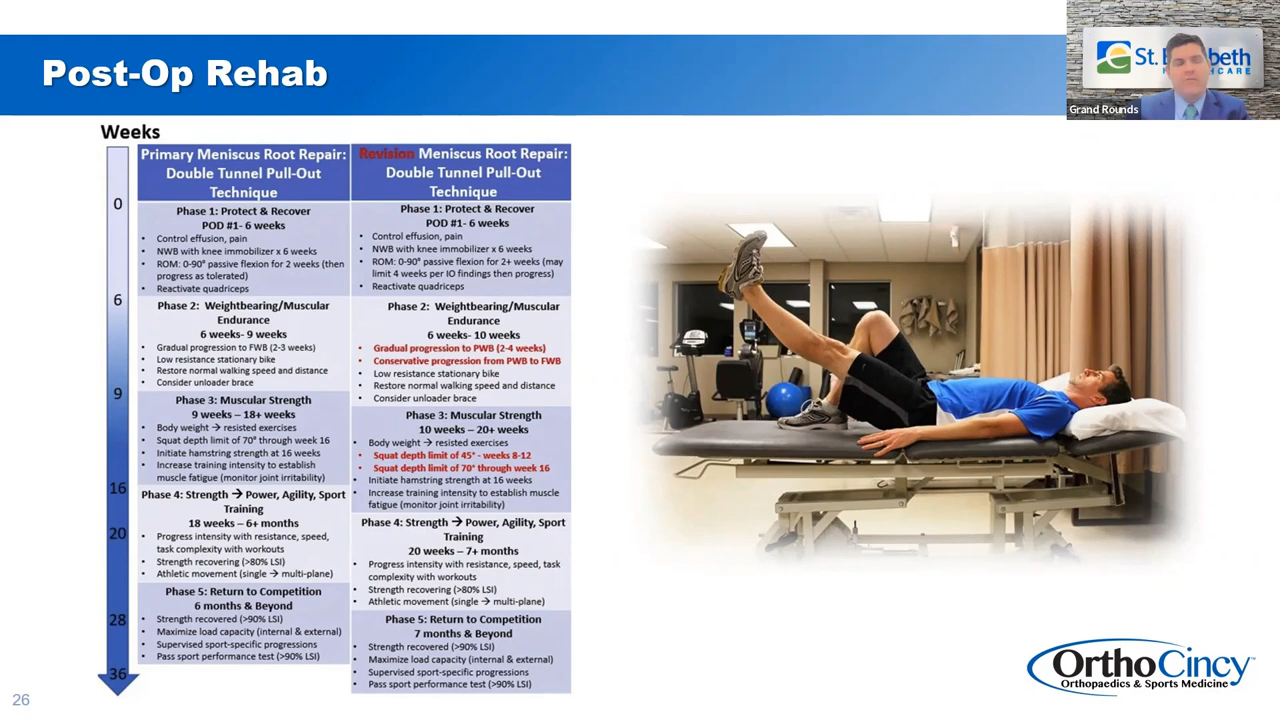 Post-Op Rehab
St. El beth
HEALTHCARE
Grand Rounds
Weeks
0
6
9
16
20
28
36
Primary Meniscus Root Repair:
Double Tunnel Pull-Out
Technique
Phase 1: Protect & Recover
POD #1- 6 weeks
• Control effusion, pain
• NWB with knee immobilizer x 6 weeks
• ROM: 0-90° passive flexion for 2 weeks (then
progress as tolerated)
• Reactivate quadriceps
Phase 2: Weightbearing/Muscular
Endurance
6 weeks- 9 weeks
• Gradual progression to FWB (2-3 weeks)
• Low resistance stationary bike
• Restore normal walking speed and distance
• Consider unloader brace
Phase 3: Muscular Strength
9 weeks – 18+ weeks
• Body weight → resisted exercises
• Squat depth limit of 70° through week 16
• Initiate hamstring strength at 16 weeks
• Increase training intensity to establish
muscle fatigue (monitor joint irritability)
Phase 4: Strength → Power, Agility, Sport
Training
18 weeks – 6+ months
• Progress intensity with resistance, speed,
task complexity with workouts
• Strength recovering (>80% LSI)
• Athletic movement (single → multi-plane)
Phase 5: Return to Competition
6 months & Beyond
• Strength recovered (>90% LSI)
• Maximize load capacity (internal & external)
• Supervised sport-specific progressions
• Pass sport performance test (>90% LSI)
Revision Meniscus Root Repair:
Double Tunnel Pull-Out
Technique
Phase 1: Protect & Recover
POD #1- 6 weeks
• Control effusion, pain
• NWB with knee immobilizer x 6 weeks
• ROM: 0-90° passive flexion for 2+ weeks (may
limit 4 weeks per IO findings then progress)
• Reactivate quadriceps
Phase 2: Weightbearing/Muscular
Endurance
6 weeks- 10 weeks
• Gradual progression to PWB (2-4 weeks)
• Conservative progression from PWB to FWB
• Low resistance stationary bike
• Restore normal walking speed and distance
• Consider unloader brace
Phase 3: Muscular Strength
10 weeks – 20+ weeks
• Body weight → resisted exercises
• Squat depth limit of 45° - weeks 8-12
• Squat depth limit of 70° through week 16
• Initiate hamstring strength at 16 weeks
• Increase training intensity to establish muscle
fatigue (monitor joint irritability)
Phase 4: Strength → Power, Agility, Sport
Training
20 weeks – 7+ months
• Progress intensity with resistance, speed, task
complexity with workouts
• Strength recovering (>80% LSI)
• Athletic movement (single → multi-plane)
Phase 5: Return to Competition
7 months & Beyond
• Strength recovered (>90% LSI)
• Maximize load capacity (internal & external)
• Supervised sport-specific progressions
• Pass sport performance test (>90% LSI)
OrthoCincy™
Orthopaedics & Sports Medicine
26